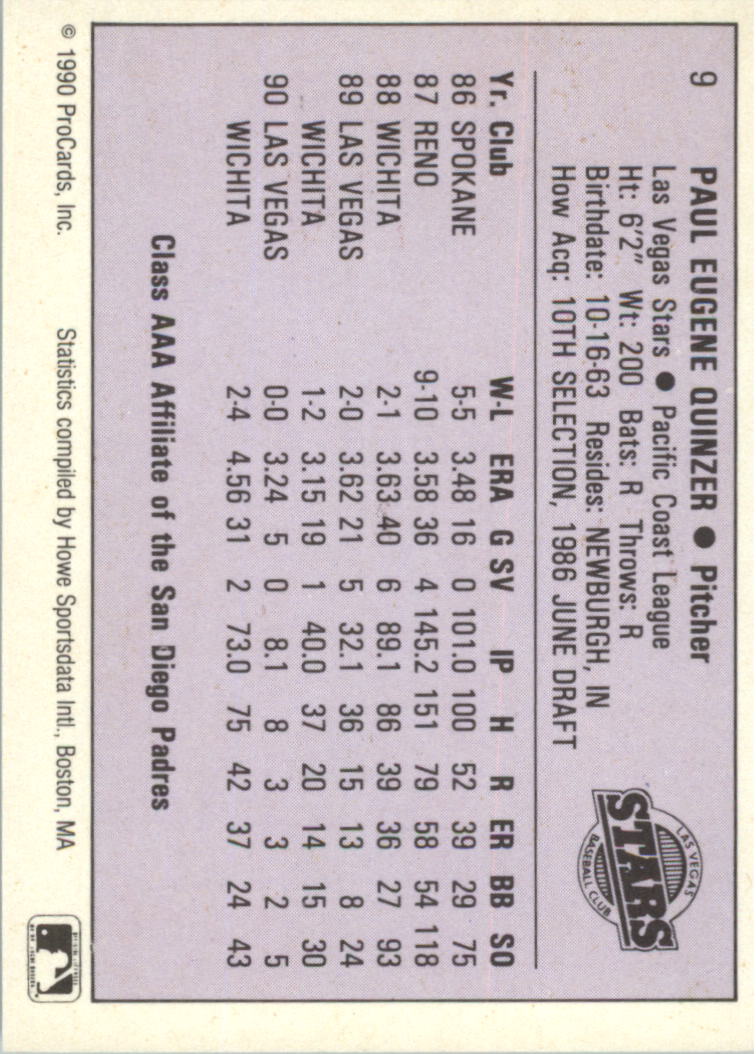 9 PAUL EUGENE QUINZER ● Pitcher
Las Vegas Stars ● Pacific Coast League
Ht: 6'2" Wt: 200 Bats: R Throws: R
Birthdate: 10-16-63 Resides: NEWBURGH, IN
How Acq: 10TH SELECTION, 1986 JUNE DRAFT
LAS VEGAS
STARS
BASEBALL CLUB
Yr. Club W-L ERA G SV IP H R ER BB SO
86 SPOKANE 5-5 3.48 16 0 101.0 100 52 39 29 75
87 RENO 9-10 3.58 36 4 145.2 151 79 58 54 118
88 WICHITA 2-1 3.63 40 6 89.1 86 39 36 27 93
89 LAS VEGAS 2-0 3.62 21 5 32.1 36 15 13 8 24
WICHITA 1-2 3.15 19 1 40.0 37 20 14 15 30
90 LAS VEGAS 0-0 3.24 5 0 8.1 8 3 3 2 5
WICHITA 2-4 4.56 31 2 73.0 75 42 37 24 43
Class AAA Affiliate of the San Diego Padres
© 1990 ProCards, Inc. Statistics compiled by Howe Sportsdata Intl., Boston, MA